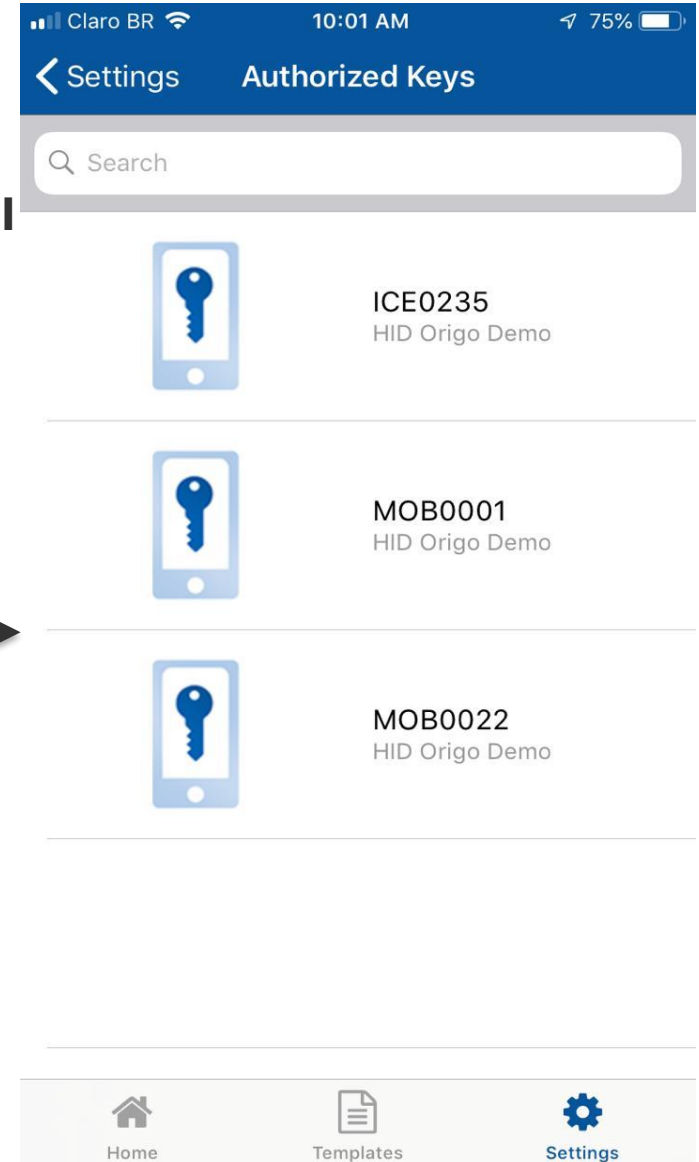 Claro BR 10:01 AM 75%
Settings Authorized Keys
Search
ICE0235
HID Origo Demo
MOB0001
HID Origo Demo
MOB0022
HID Origo Demo
Home Templates Settings